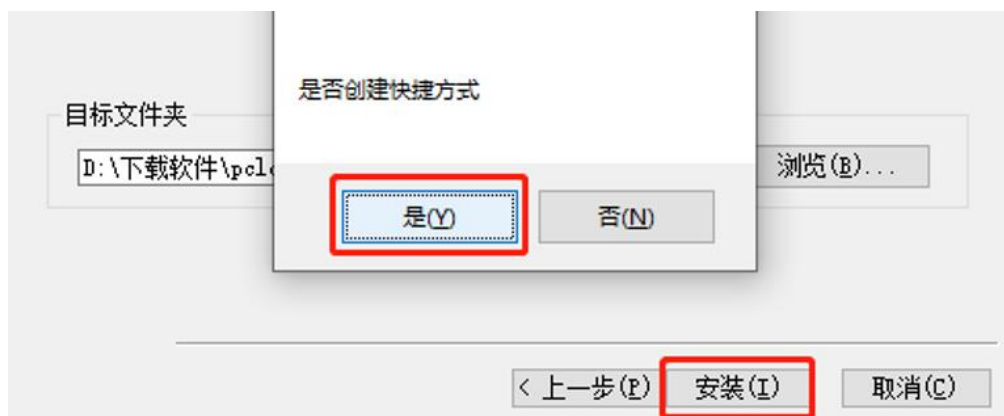 是否创建快捷方式
目标文件夹
D:\下载软件\pclo
浏览(B)...
是(Y)
否(N)
< 上一步(P)
安装(I)
取消(C)